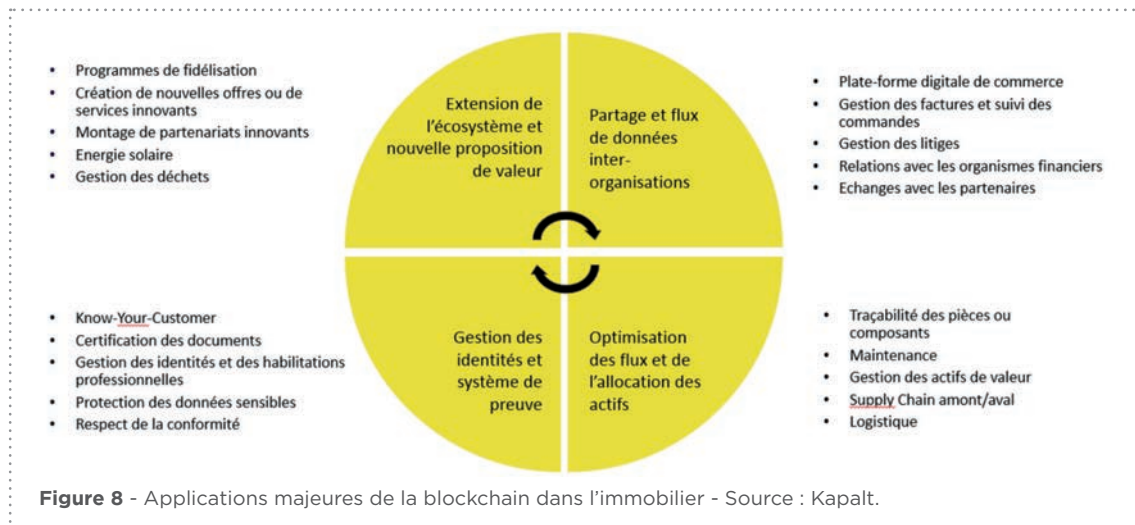 • Programmes de fidélisation
• Création de nouvelles offres ou de
services innovants
• Montage de partenariats innovants
• Energie solaire
• Gestion des déchets
Extension de
l'écosystème et
nouvelle proposition
de valeur
Partage et flux
de données
inter-
organisations
• Plate-forme digitale de commerce
• Gestion des factures et suivi des
commandes
• Gestion des litiges
• Relations avec les organismes financiers
• Echanges avec les partenaires
• Know-Your-Customer
• Certification des documents
• Gestion des identités et des habilitations
professionnelles
• Protection des données sensibles
• Respect de la conformité
Gestion des
identités et
système de
preuve
Optimisation
des flux et de
l'allocation des
actifs
• Traçabilité des pièces ou
composants
• Maintenance
• Gestion des actifs de valeur
• Supply Chain amont/aval
• Logistique
Figure 8 - Applications majeures de la blockchain dans l'immobilier - Source : Kapalt.